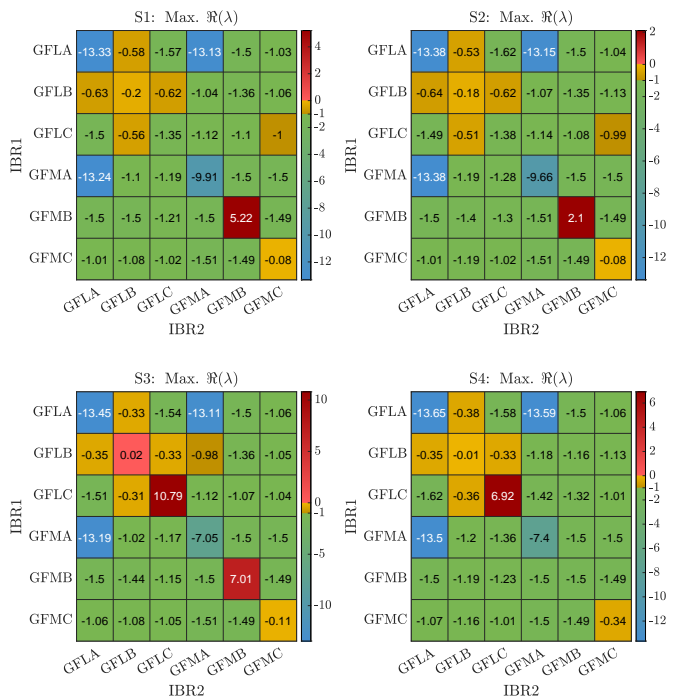 S1: Max. ℜ(λ)
GFLA -13.33 -0.58 -1.57 -13.13 -1.5 -1.03
GFLB -0.63 -0.2 -0.62 -1.04 -1.36 -1.06
GFLC -1.5 -0.56 -1.35 -1.12 -1.1 -1
GFMA -13.24 -1.1 -1.19 -9.91 -1.5 -1.5
GFMB -1.5 -1.5 -1.21 -1.5 5.22 -1.49
GFMC -1.01 -1.08 -1.02 -1.51 -1.49 -0.08
GFLA GFLB GFLC GFMA GFMB GFMC
IBR2
IBR1
4
2
0
-1
-2
-4
-6
-8
-10
-12
S2: Max. ℜ(λ)
GFLA -13.38 -0.53 -1.62 -13.15 -1.5 -1.04
GFLB -0.64 -0.18 -0.62 -1.07 -1.35 -1.13
GFLC -1.49 -0.51 -1.38 -1.14 -1.08 -0.99
GFMA -13.38 -1.19 -1.28 -9.66 -1.5 -1.5
GFMB -1.5 -1.4 -1.3 -1.51 2.1 -1.49
GFMC -1.01 -1.19 -1.02 -1.51 -1.49 -0.08
GFLA GFLB GFLC GFMA GFMB GFMC
IBR2
IBR1
2
1
0
-1
-2
-4
-6
-8
-10
-12
S3: Max. ℜ(λ)
GFLA -13.45 -0.33 -1.54 -13.11 -1.5 -1.06
GFLB -0.35 0.02 -0.33 -0.98 -1.36 -1.05
GFLC -1.51 -0.31 10.79 -1.12 -1.07 -1.04
GFMA -13.19 -1.02 -1.17 -7.05 -1.5 -1.5
GFMB -1.5 -1.44 -1.15 -1.5 7.01 -1.49
GFMC -1.06 -1.08 -1.05 -1.51 -1.49 -0.11
GFLA GFLB GFLC GFMA GFMB GFMC
IBR2
IBR1
10
5
0
-1
-5
-10
S4: Max. ℜ(λ)
GFLA -13.65 -0.38 -1.58 -13.59 -1.5 -1.06
GFLB -0.35 -0.01 -0.33 -1.18 -1.16 -1.13
GFLC -1.62 -0.36 6.92 -1.42 -1.32 -1.01
GFMA -13.5 -1.2 -1.36 -7.4 -1.5 -1.5
GFMB -1.5 -1.19 -1.23 -1.5 -1.5 -1.49
GFMC -1.07 -1.16 -1.01 -1.5 -1.49 -0.34
GFLA GFLB GFLC GFMA GFMB GFMC
IBR2
IBR1
6
4
2
0
-1
-2
-4
-6
-8
-10
-12